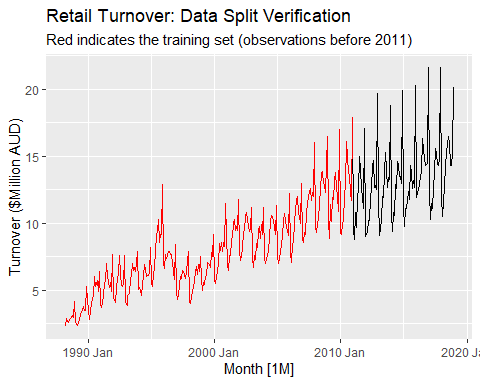 Retail Turnover: Data Split Verification
Red indicates the training set (observations before 2011)
Turnover ($Million AUD)
20
15
10
5
1990 Jan 2000 Jan 2010 Jan 2020 Ja
Month [1M]